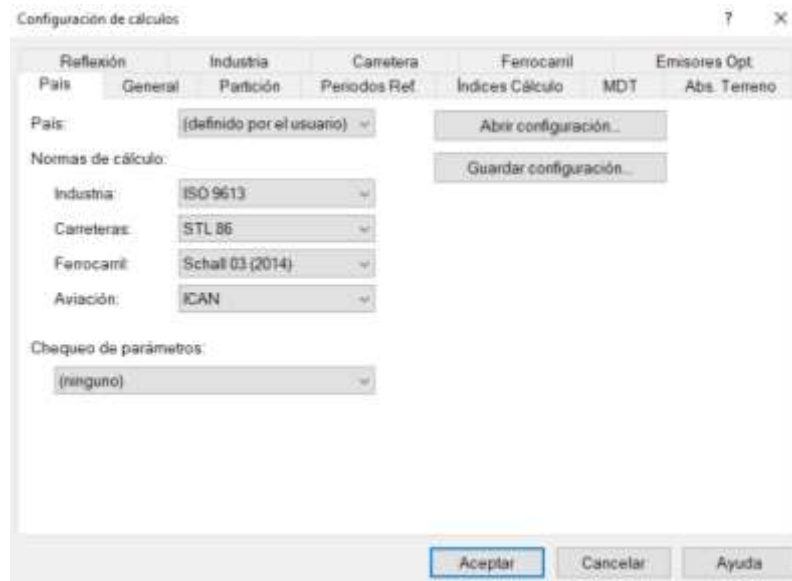 Configuración de cálculos ? ×
Reflexión Industria Carretera Ferrocarril Emisores Opt.
País General Partición Periodos Ref. Índices Cálculo MDT Abs. Terreno
País: (definido por el usuario) Abrir configuración...
Normas de cálculo: Guardar configuración...
Industria: ISO 9613
Carreteras: STL 86
Ferrocarril: Schall 03 (2014)
Aviación: ICAN
Chequeo de parámetros:
(ninguno)
Aceptar Cancelar Ayuda